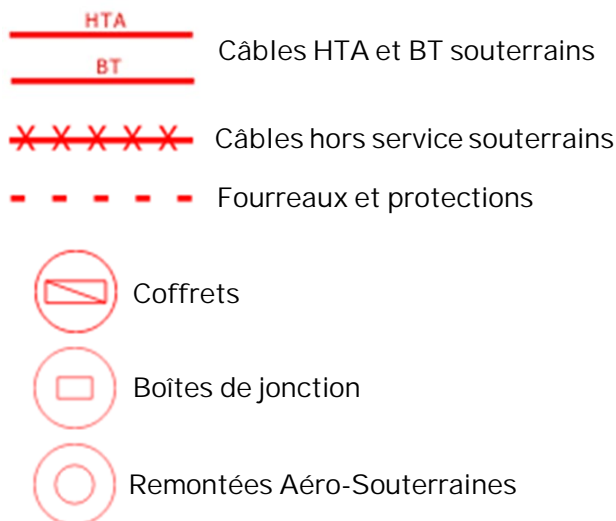 HTA
Câbles HTA et BT souterrains
BT
Câbles hors service souterrains
Fourreaux et protections
Coffrets
Boîtes de jonction
Remontées Aéro-Souterraines